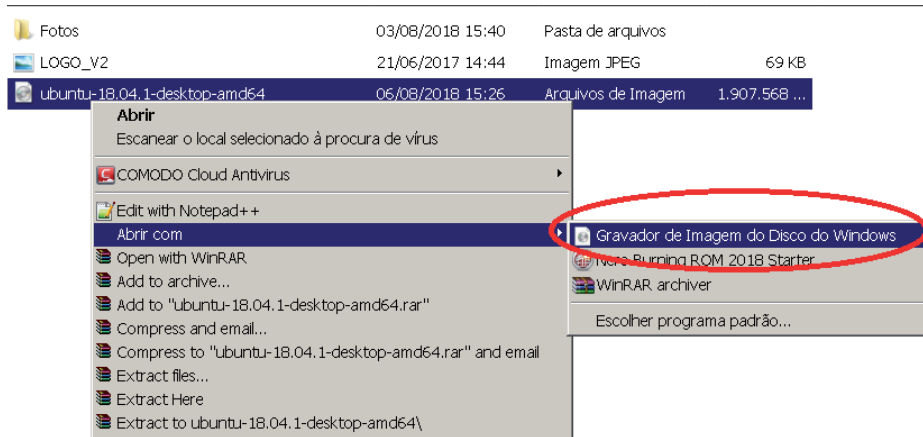 Fotos 03/08/2018 15:40 Pasta de arquivos
LOGO_V2 21/06/2017 14:44 Imagem JPEG 69 KB
ubuntu-18.04.1-desktop-amd64 06/08/2018 15:26 Arquivos de Imagem 1.907.568 ...
Abrir
Escanear o local selecionado à procura de vírus
COMODO Cloud Antivirus
Edit with Notepad++
Abrir com
Gravador de Imagem do Disco do Windows
Open with WinRAR
Nero Burning ROM 2018 Starter
Add to archive...
WinRAR archiver
Add to "ubuntu-18.04.1-desktop-amd64.rar"
Escolher programa padrão...
Compress and email...
Compress to "ubuntu-18.04.1-desktop-amd64.rar" and email
Extract files...
Extract Here
Extract to ubuntu-18.04.1-desktop-amd64\